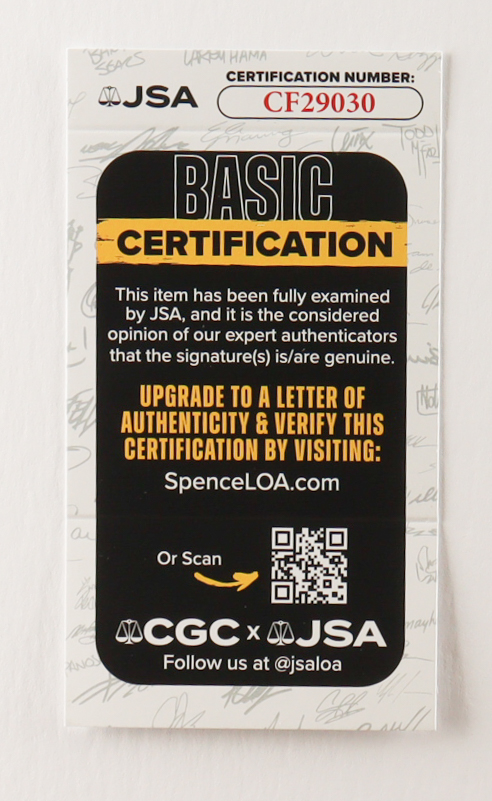 CERTIFICATION NUMBER:
JSA
CF29030
BASIC
CERTIFICATION
This item has been fully examined
by JSA, and it is the considered
opinion of our expert authenticators
that the signature(s) is/are genuine.
UPGRADE TO A LETTER OF
AUTHENTICITY & VERIFY THIS
CERTIFICATION BY VISITING:
SpenceLOA.com
Or Scan
CGC x JSA
Follow us at @jsaloa